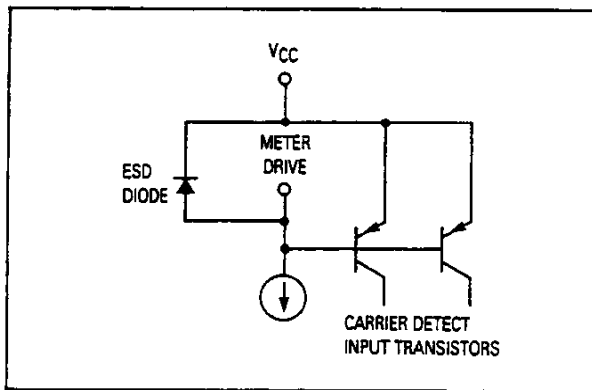 VCC
METER
DRIVE
ESD
DIODE
CARRIER DETECT
INPUT TRANSISTORS